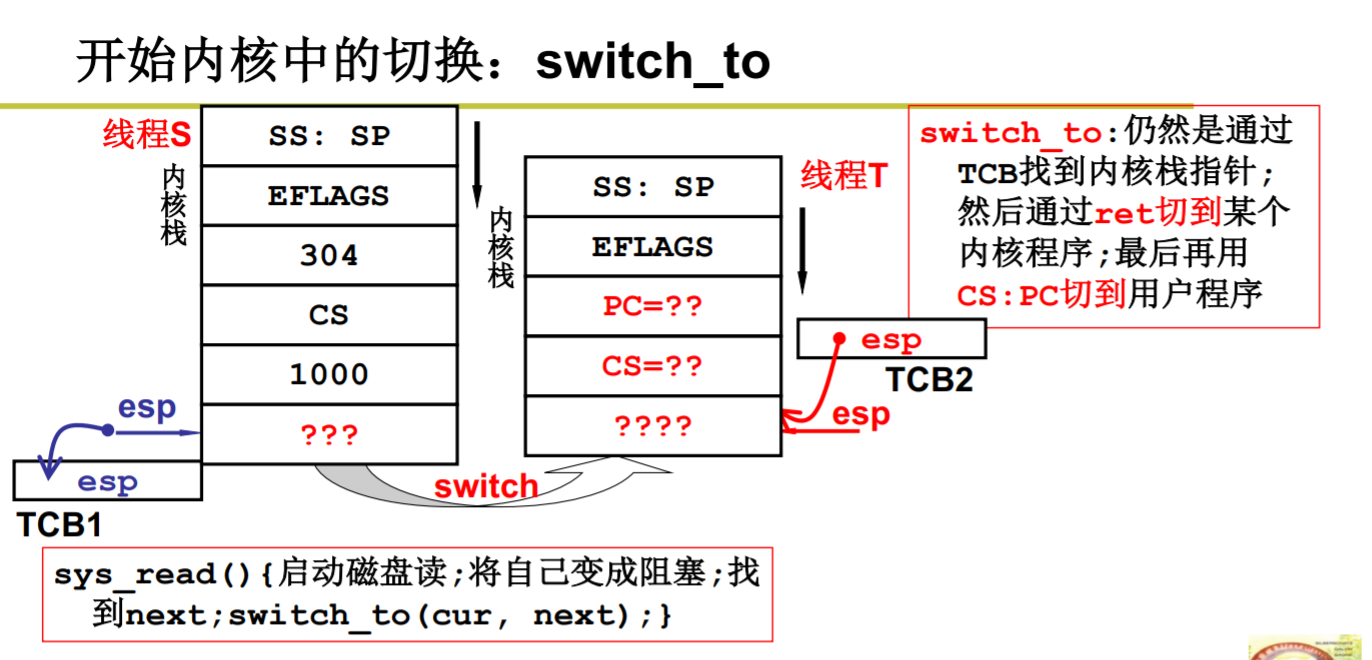 开始内核中的切换：switch_to
线程S
内核栈
SS: SP
EFLAGS
304
CS
1000
???
esp
esp
TCB1
switch
内核栈
SS: SP
EFLAGS
PC=??
CS=??
????
线程T
esp
TCB2
esp
switch_to:仍然是通过
TCB找到内核栈指针;
然后通过ret切到某个
内核程序;最后再用
CS:PC切到用户程序
sys_read(){启动磁盘读;将自己变成阻塞;找
到next;switch_to(cur, next);}